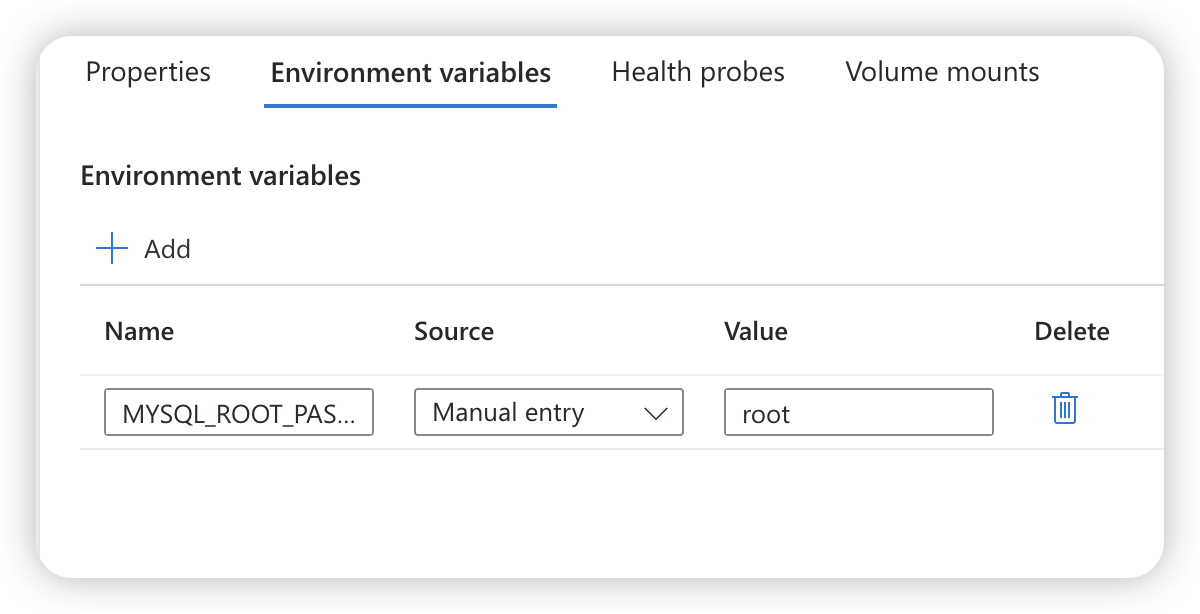 Properties Environment variables Health probes Volume mounts
Environment variables
Add
Name Source Value Delete
MYSQL_ROOT_PAS... Manual entry root